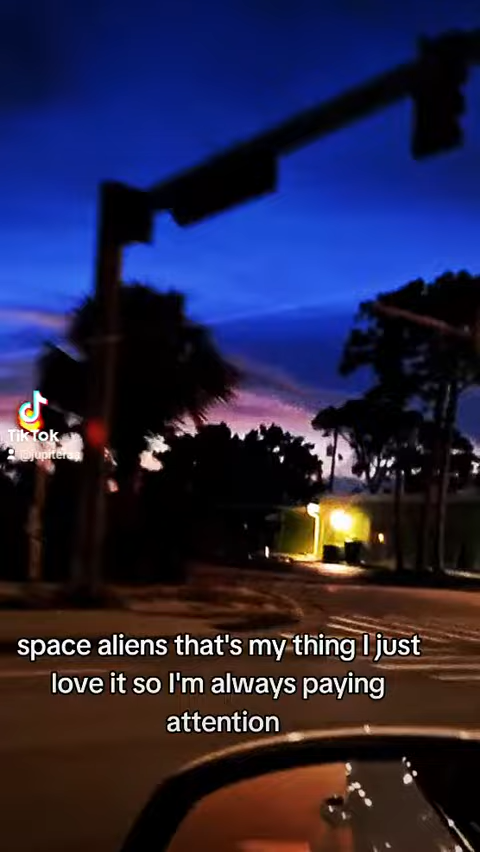 TikTok
space aliens that's my thing I just
love it so I'm always paying
attention